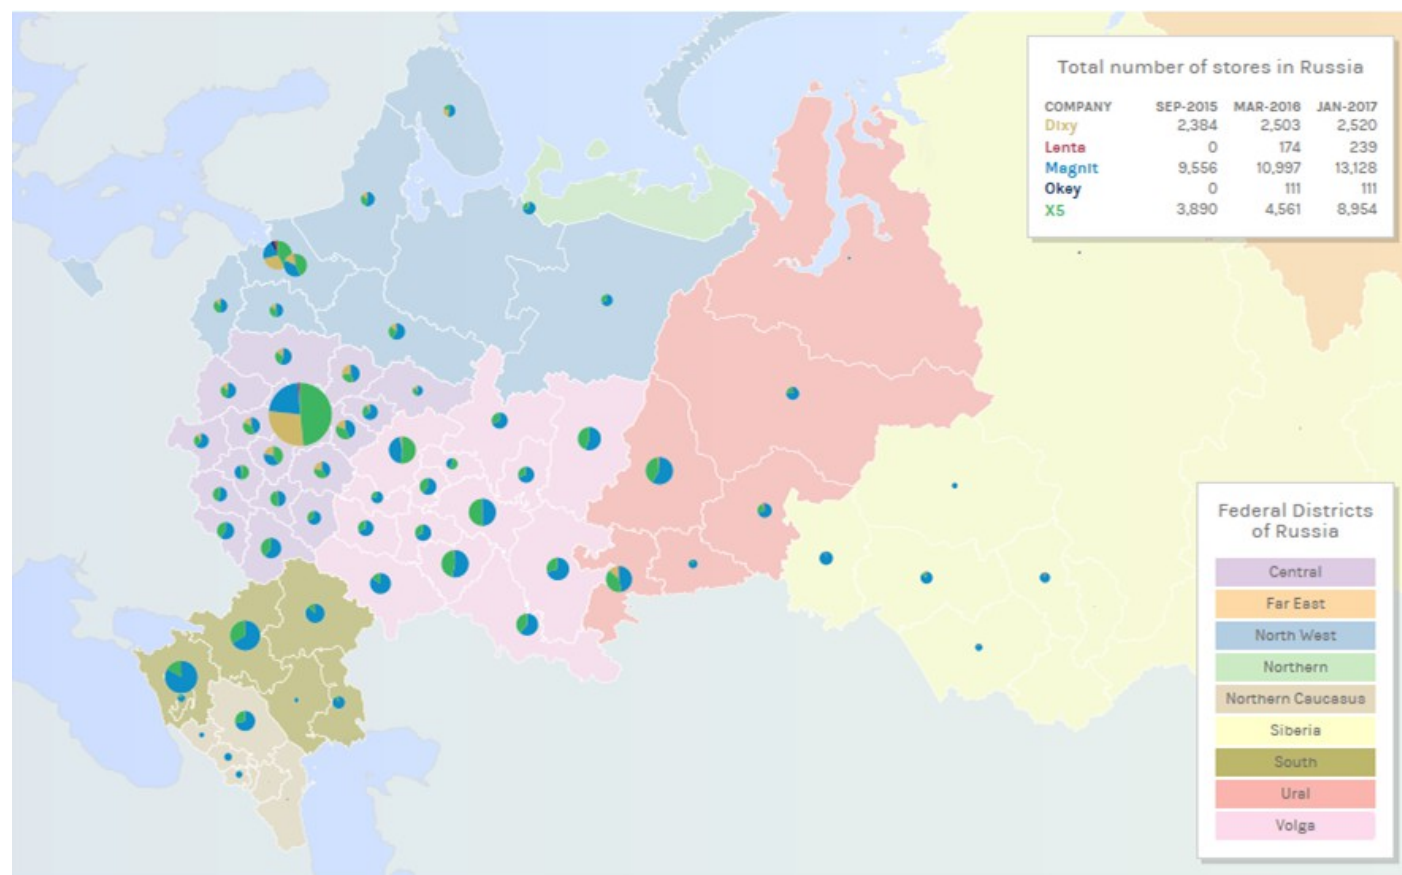 Total number of stores in Russia
COMPANY SEP-2015 MAR-2016 JAN-2017
Dixy 2,384 2,503 2,520
Lenta 0 174 239
Magnit 9,556 10,997 13,128
Okey 0 111 111
X5 3,890 4,561 8,954
Federal Districts
of Russia
Central
Far East
North West
Northern
Northern Caucasus
Siberia
South
Ural
Volga